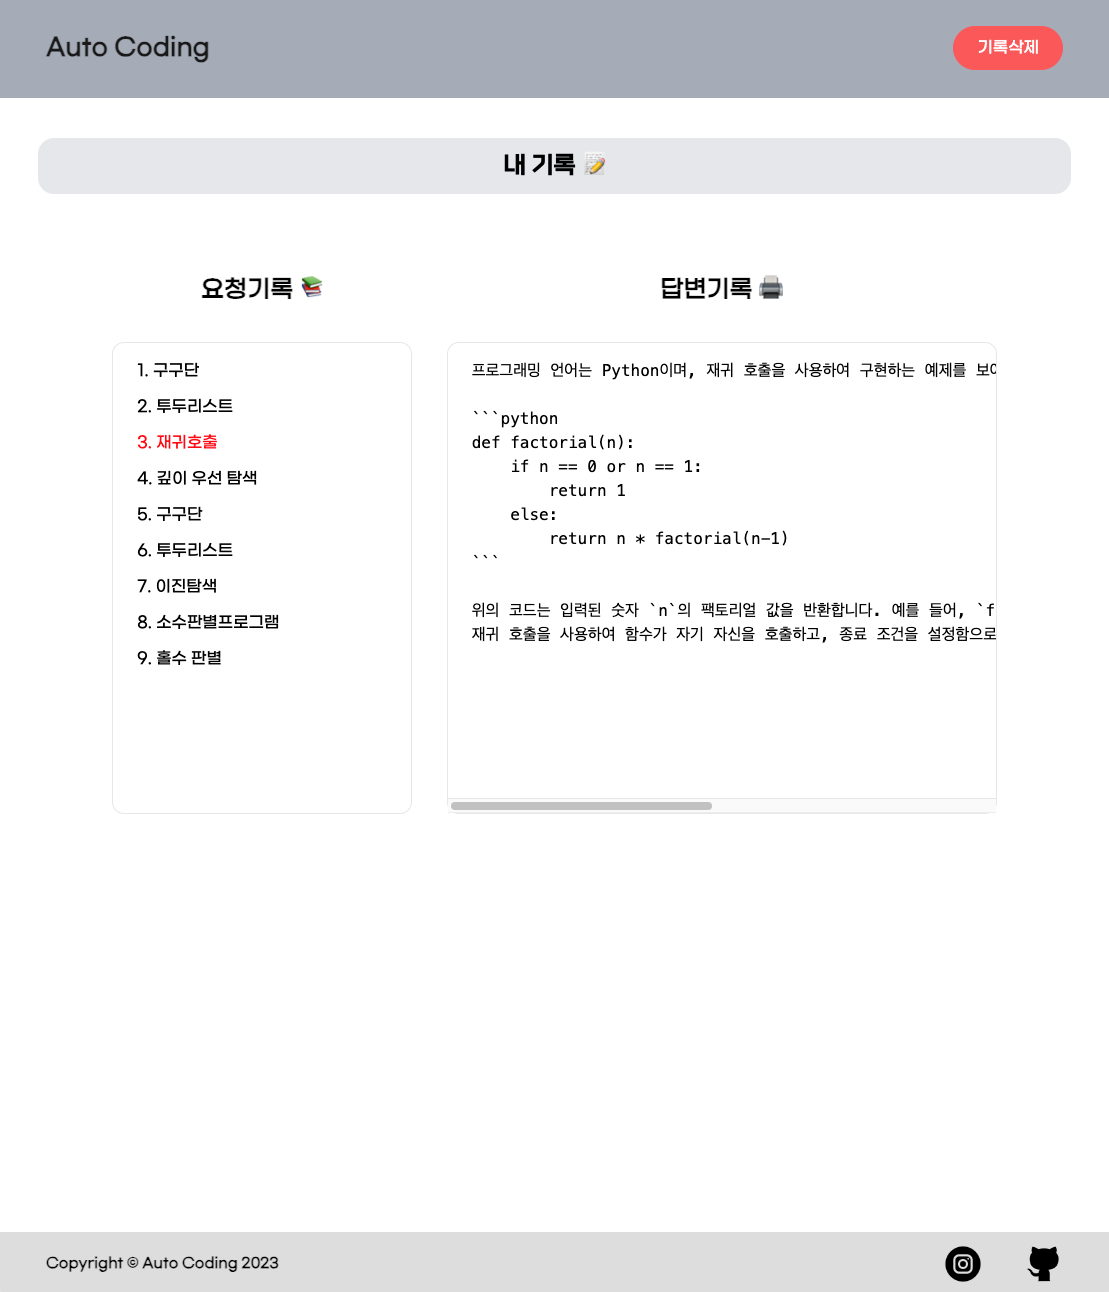 Auto Coding
기록삭제
내 기록 📝
요청기록 📚
1. 구구단
2. 투두리스트
3. 재귀호출
4. 깊이 우선 탐색
5. 구구단
6. 투두리스트
7. 이진탐색
8. 소수판별프로그램
9. 홀수 판별
답변기록 🖨️
프로그래밍 언어는 Python이며, 재귀 호출을 사용하여 구현하는 예제를
```python
def factorial(n):
    if n == 0 or n == 1:
        return 1
    else:
        return n * factorial(n-1)
```
위의 코드는 입력된 숫자 `n`의 팩토리얼 값을 반환합니다. 예를 들어, `f
재귀 호출을 사용하여 함수가 자기 자신을 호출하고, 종료 조건을 설정함으로
Copyright © Auto Coding 2023